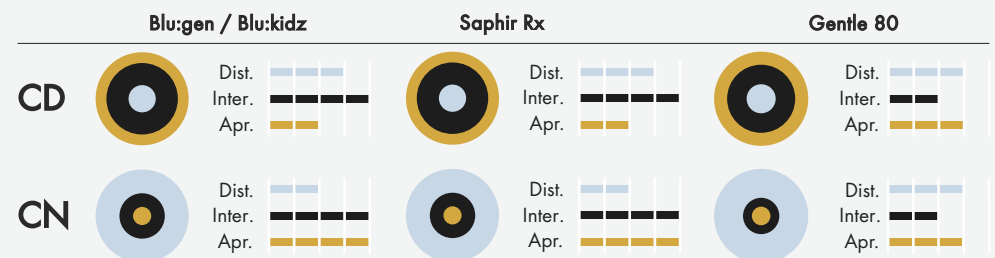 Blu:gen / Blu:kidz Saphir Rx Gentle 80
CD
Dist. Dist. Dist.
Inter. Inter. Inter.
Apr. Apr. Apr.
CN
Dist. Dist. Dist.
Inter. Inter. Inter.
Apr. Apr. Apr.